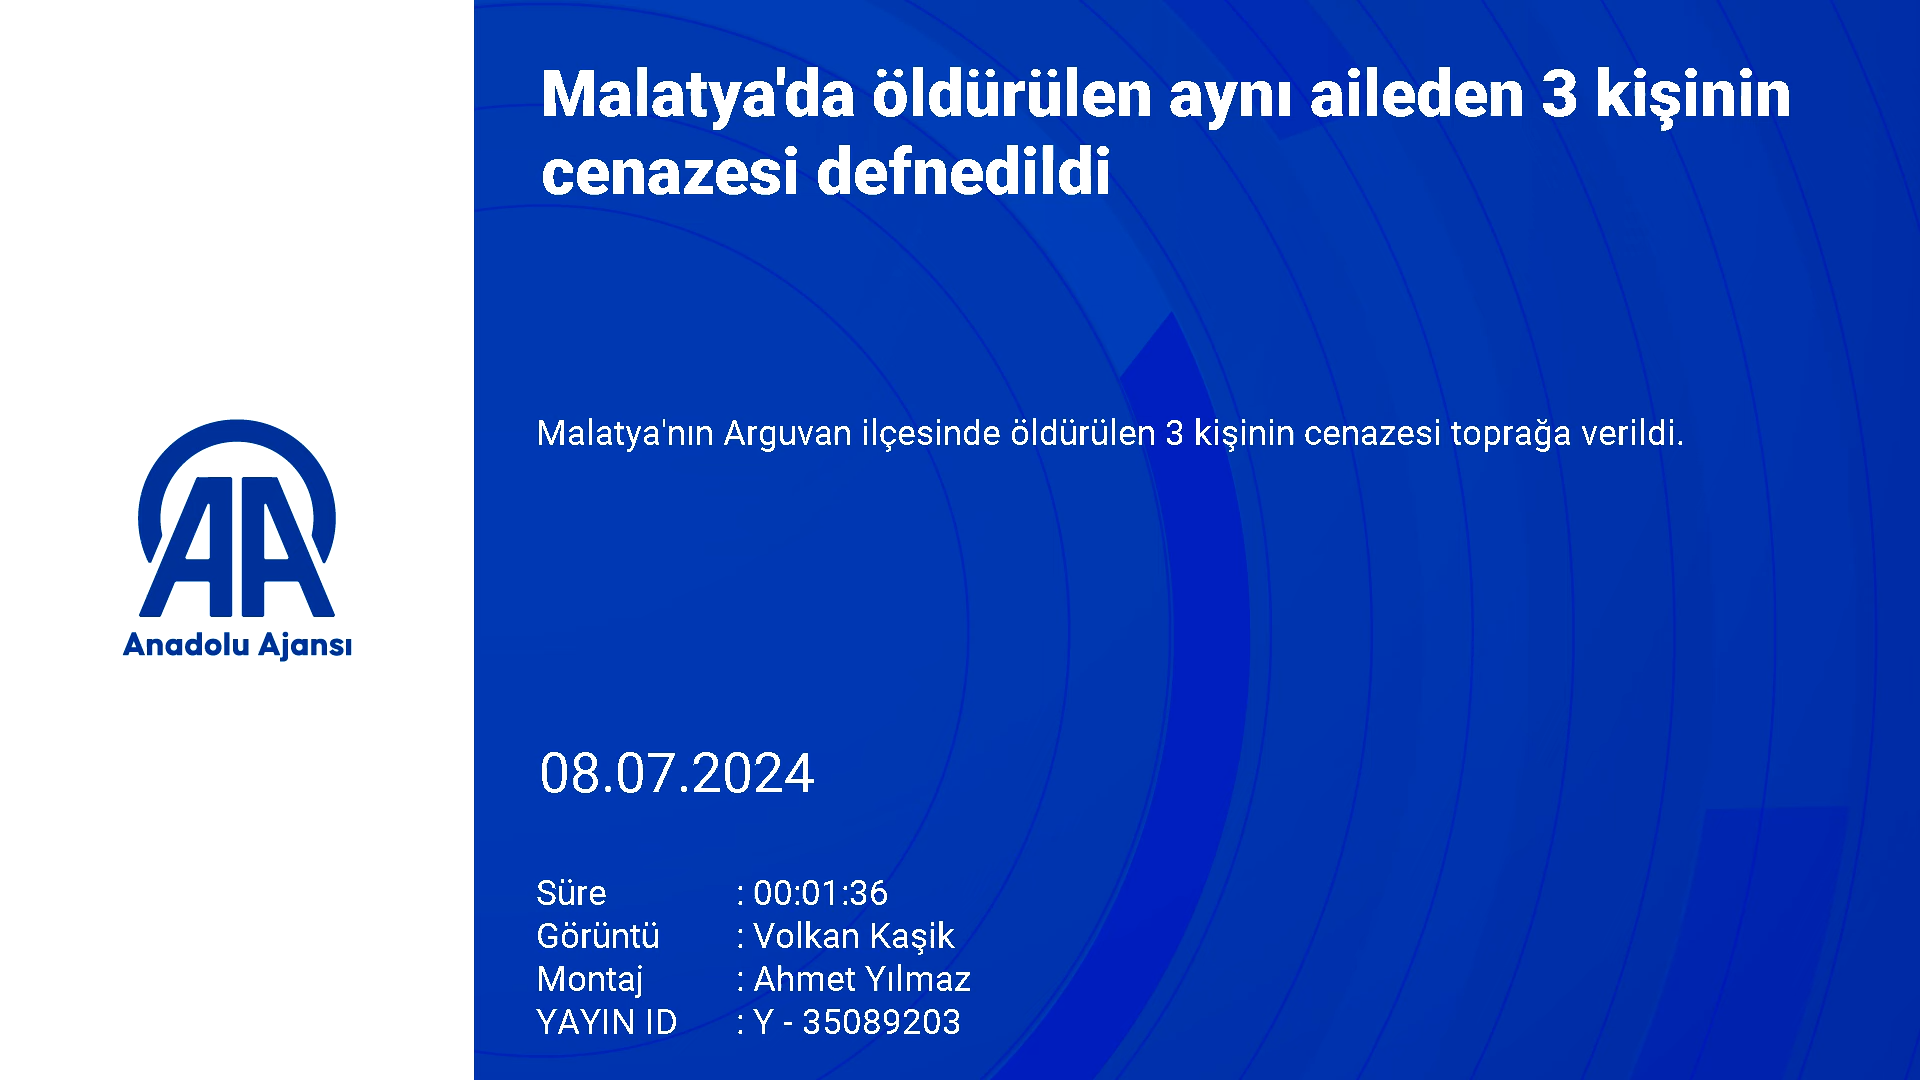 Malatya'da öldürülen aynı aileden 3 kişinin
cenazesi defnedildi
Malatya'nın Arguvan ilçesinde öldürülen 3 kişinin cenazesi toprağa verildi.
AA
Anadolu Ajansı
08.07.2024
Süre : 00:01:36
Görüntü : Volkan Kaşik
Montaj : Ahmet Yılmaz
YAYIN ID : Y - 35089203